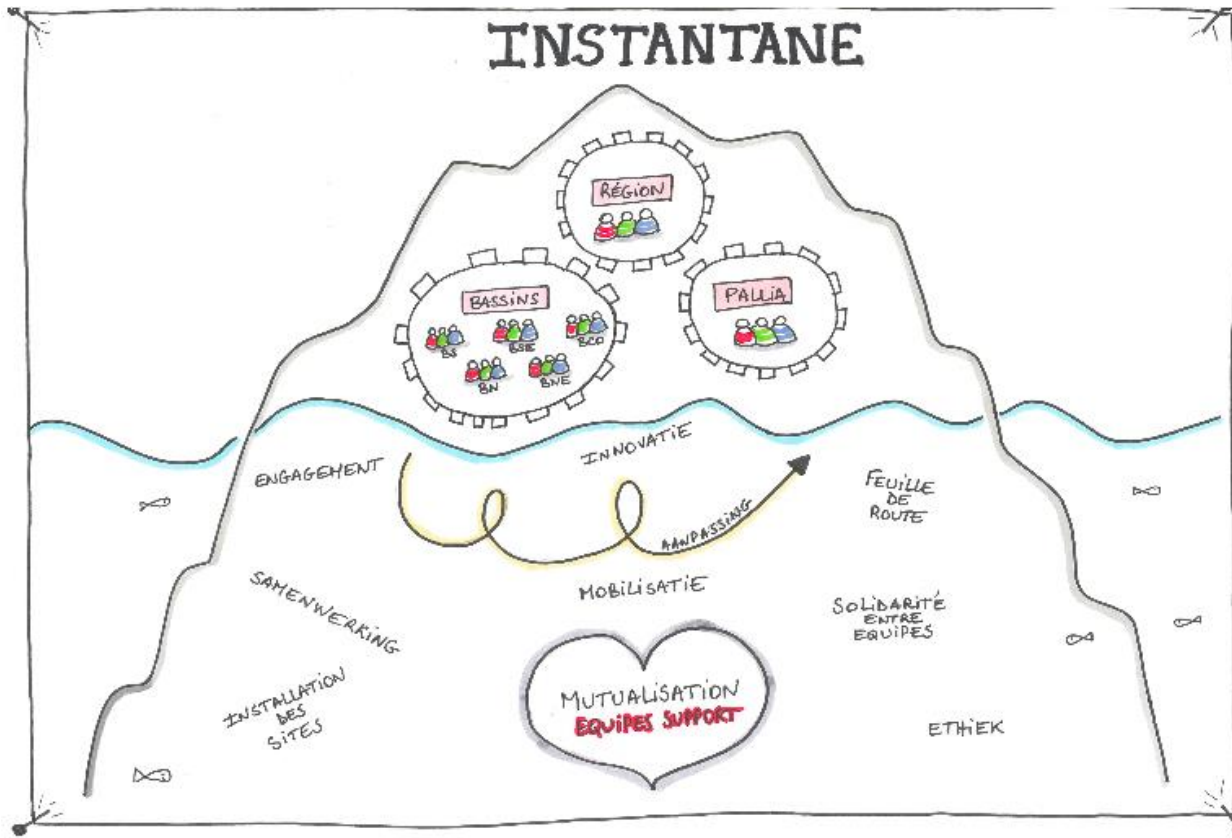 INSTANTANE
RÉGION
BASSINS
PALLIA
BS
BSE
BCO
BN
BNE
ENGAGEMENT
INNOVATIE
FEUILLE
DE
ROUTE
AANPASSING
SAMENWERKING
MOBILISATIE
SOLIDARITÉ
ENTRE
EQUIPES
INSTALLATION
DES
SITES
MUTUALISATION
EQUIPES SUPPORT
ETHIEK